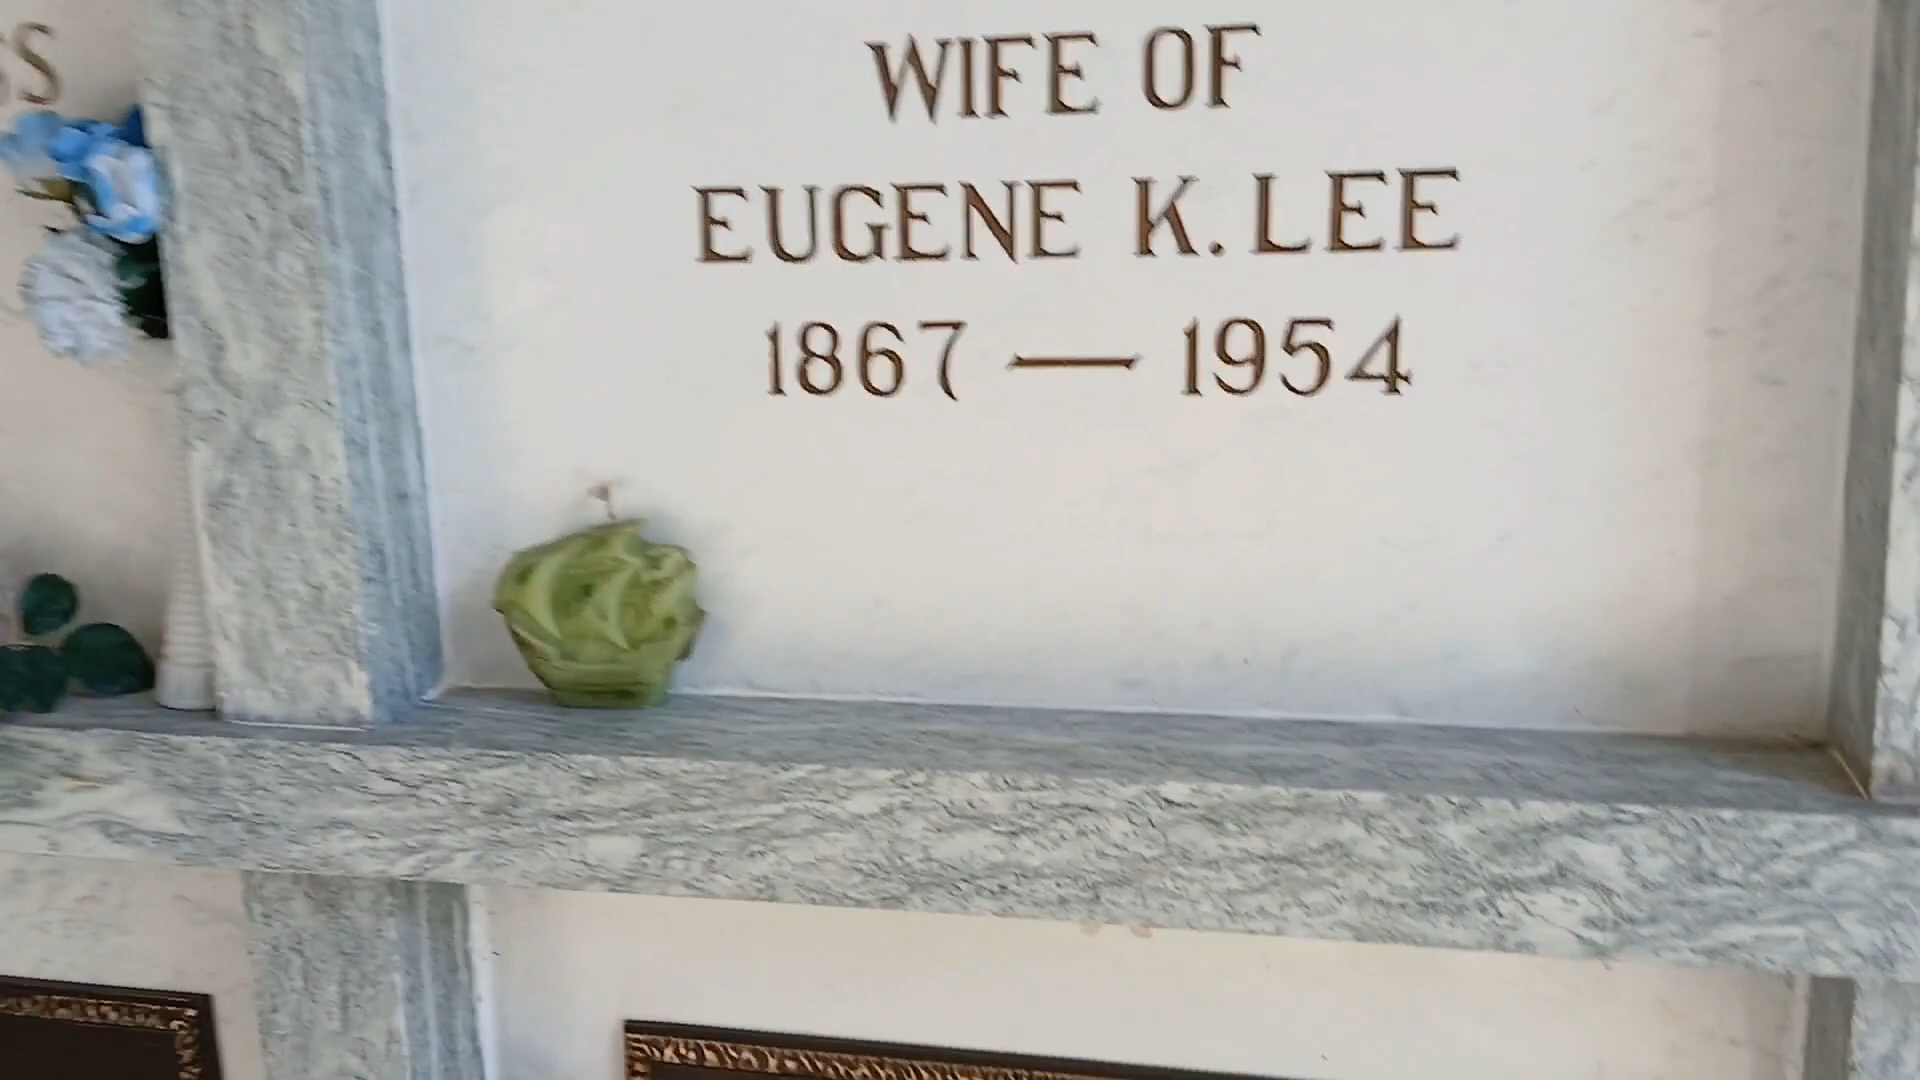 WIFE OF
EUGENE K. LEE
1867 — 1954